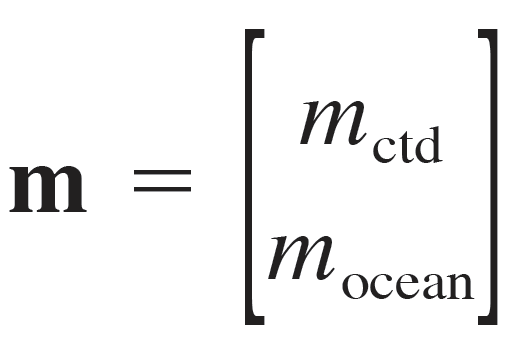 m = [ m_ctd
m_ocean ]